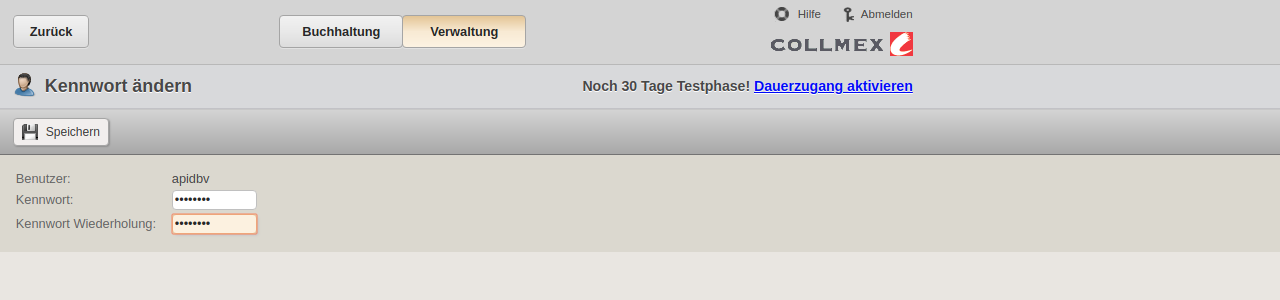 Hilfe Abmelden
Zurück Buchhaltung Verwaltung
COLLMEX
Kennwort ändern Noch 30 Tage Testphase! Dauerzugang aktivieren
Speichern
Benutzer: apidbv
Kennwort: ••••••••
Kennwort Wiederholung: ••••••••